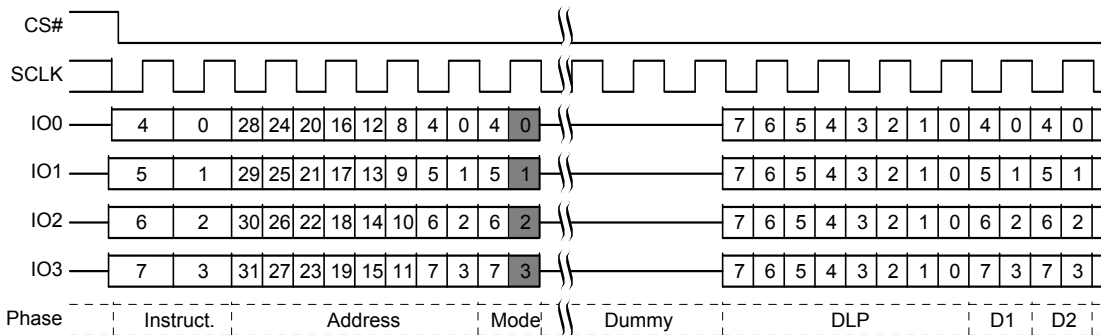 CS#
SCLK
IO0 4 0 28 24 20 16 12 8 4 0 4 0 7 6 5 4 3 2 1 0 4 0 4 0
IO1 5 1 29 25 21 17 13 9 5 1 5 1 7 6 5 4 3 2 1 0 5 1 5 1
IO2 6 2 30 26 22 18 14 10 6 2 6 2 7 6 5 4 3 2 1 0 6 2 6 2
IO3 7 3 31 27 23 19 15 11 7 3 7 3 7 6 5 4 3 2 1 0 7 3 7 3
Phase Instruct. Address Mode Dummy DLP D1 D2